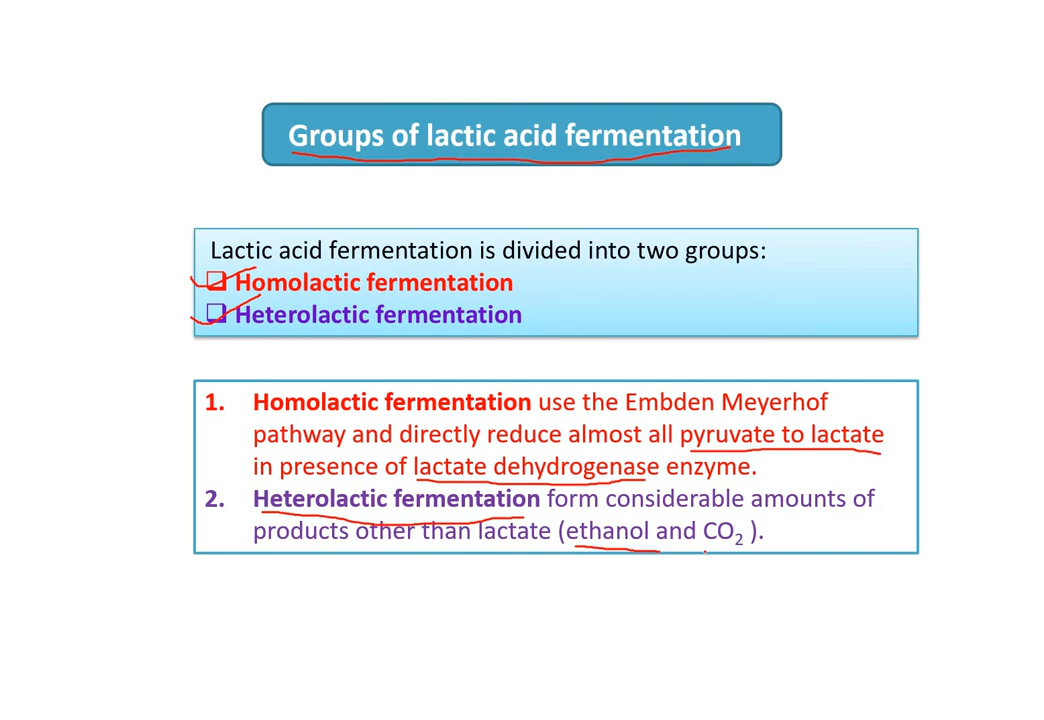 Groups of lactic acid fermentation
Lactic acid fermentation is divided into two groups:
❑ Homolactic fermentation
❑ Heterolactic fermentation
1. Homolactic fermentation use the Embden Meyerhof
pathway and directly reduce almost all pyruvate to lactate
in presence of lactate dehydrogenase enzyme.
2. Heterolactic fermentation form considerable amounts of
products other than lactate (ethanol and CO₂ ).